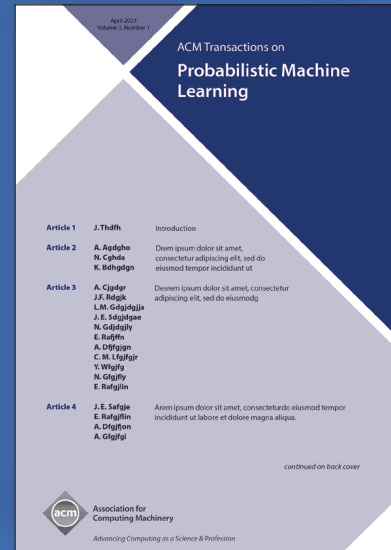 April 2023
Volume 1, Number 1
ACM Transactions on
Probabilistic Machine
Learning
Article 1 J. Thdfh Introduction
Article 2 A. Agdgho Drem ipsum dolor sit amet,
N. Cghda consectetur adipiscing elit, sed do
K. Bdhgdgn eiusmod tempor incididunt ut
Article 3 A. Cjgdgr Desrem ipsum dolor sit amet, consectetur
J.F. Rdgjk adipiscing elit, sed do eiusmodg
L.M. Gdgjdgjja
J. E. Sdgjdgae
N. Gdjdgjly
E. Rafjffn
A. Dfjfgjgn
C. M. Lfgjfgjr
Y. Wfgjfg
N. Gfgjfly
E. Rafgjlin
Article 4 J. E. Safgje Arem ipsum dolor sit amet, consecteturdo eiusmod tempor
E. Rafgjflin incididunt ut labore et dolore magna aliqua.
A. Dfgjfjon
A. Gfgjfgi
continued on back cover
acm
Association for
Computing Machinery
Advancing Computing as a Science & Profession